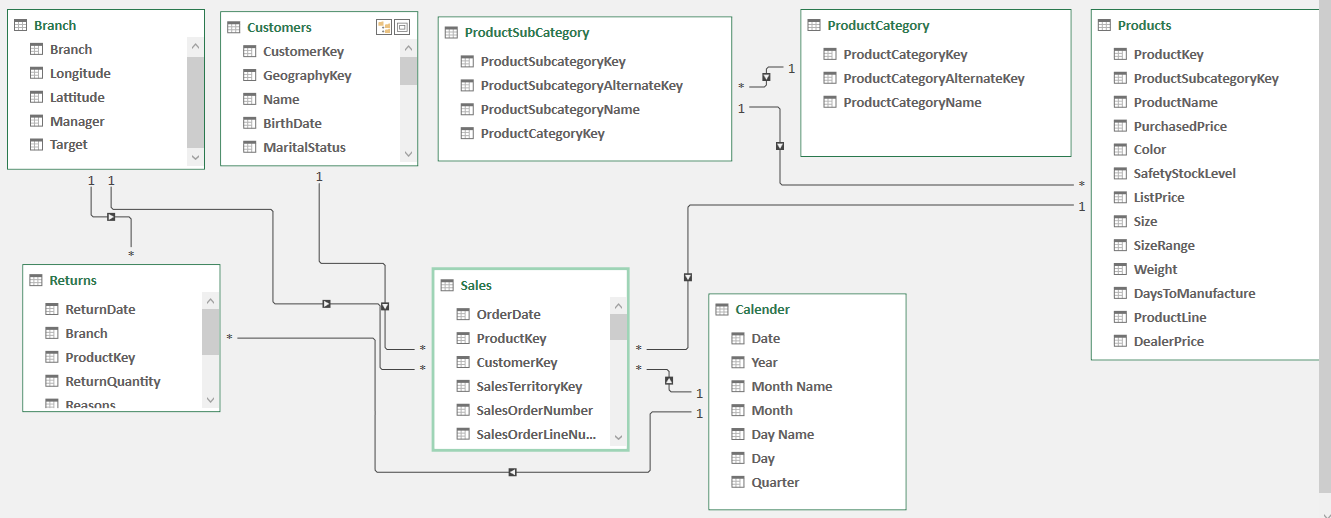 Branch
Branch
Longitude
Lattitude
Manager
Target
Customers
CustomerKey
GeographyKey
Name
BirthDate
MaritalStatus
ProductSubCategory
ProductSubcategoryKey
ProductSubcategoryAlternateKey
ProductSubcategoryName
ProductCategoryKey
ProductCategory
ProductCategoryKey
ProductCategoryAlternateKey
ProductCategoryName
Products
ProductKey
ProductSubcategoryKey
ProductName
PurchasedPrice
Color
SafetyStockLevel
ListPrice
Size
SizeRange
Weight
DaysToManufacture
ProductLine
DealerPrice
1
*
1
*
1
1 1
1
*
Returns
ReturnDate
Branch
ProductKey
ReturnQuantity
Reasons
*
*
*
Sales
OrderDate
ProductKey
CustomerKey
SalesTerritoryKey
SalesOrderNumber
SalesOrderLineNu...
*
*
1
1
Calender
Date
Year
Month Name
Month
Day Name
Day
Quarter